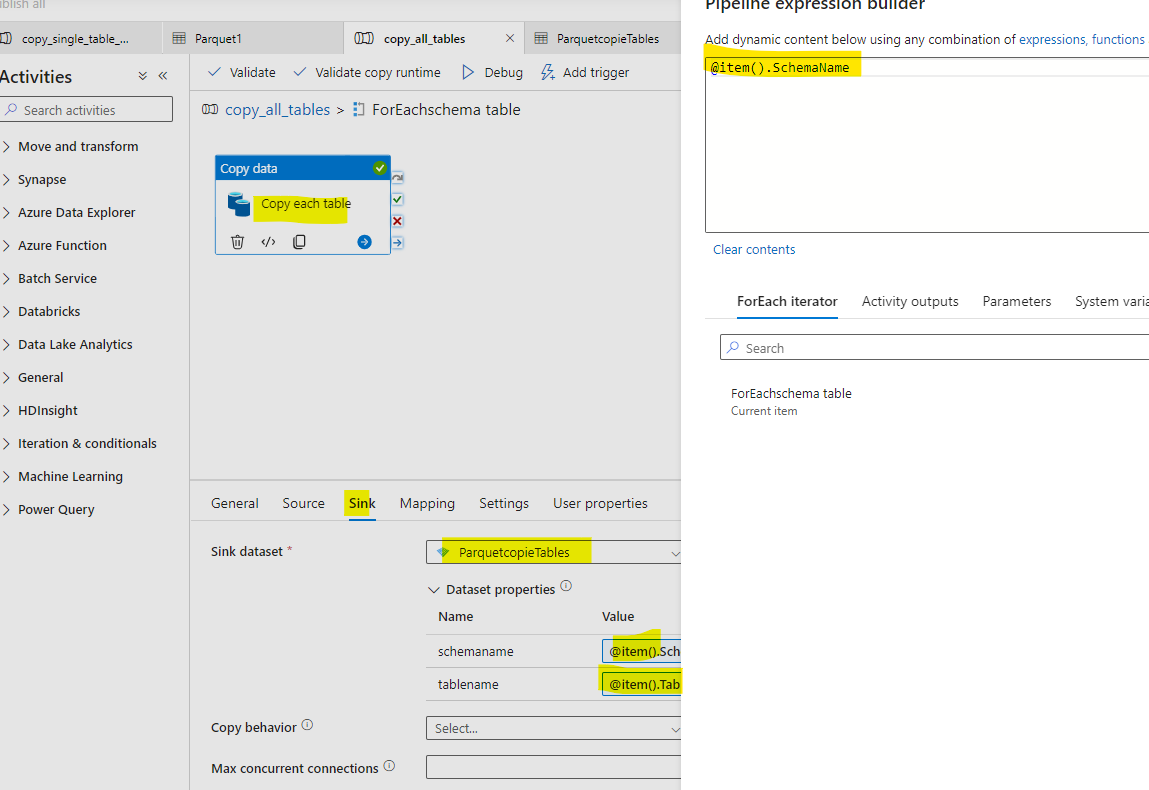 blish all
Pipeline expression builder
copy_single_table_...
Parquet1
copy_all_tables
ParquetcopieTables
Add dynamic content below using any combination of expressions, functions
Activities
Validate
Validate copy runtime
Debug
Add trigger
@item().SchemaName
Search activities
copy_all_tables > ForEachschema table
Move and transform
Synapse
Azure Data Explorer
Azure Function
Batch Service
Databricks
Data Lake Analytics
General
HDInsight
Iteration & conditionals
Machine Learning
Power Query
Copy data
Copy each table
Clear contents
ForEach iterator
Activity outputs
Parameters
System varia
Search
ForEachschema table
Current item
General
Source
Sink
Mapping
Settings
User properties
Sink dataset *
ParquetcopieTables
Dataset properties
Name
Value
schemaname
@item().Sch
tablename
@item().Tab
Copy behavior
Select...
Max concurrent connections